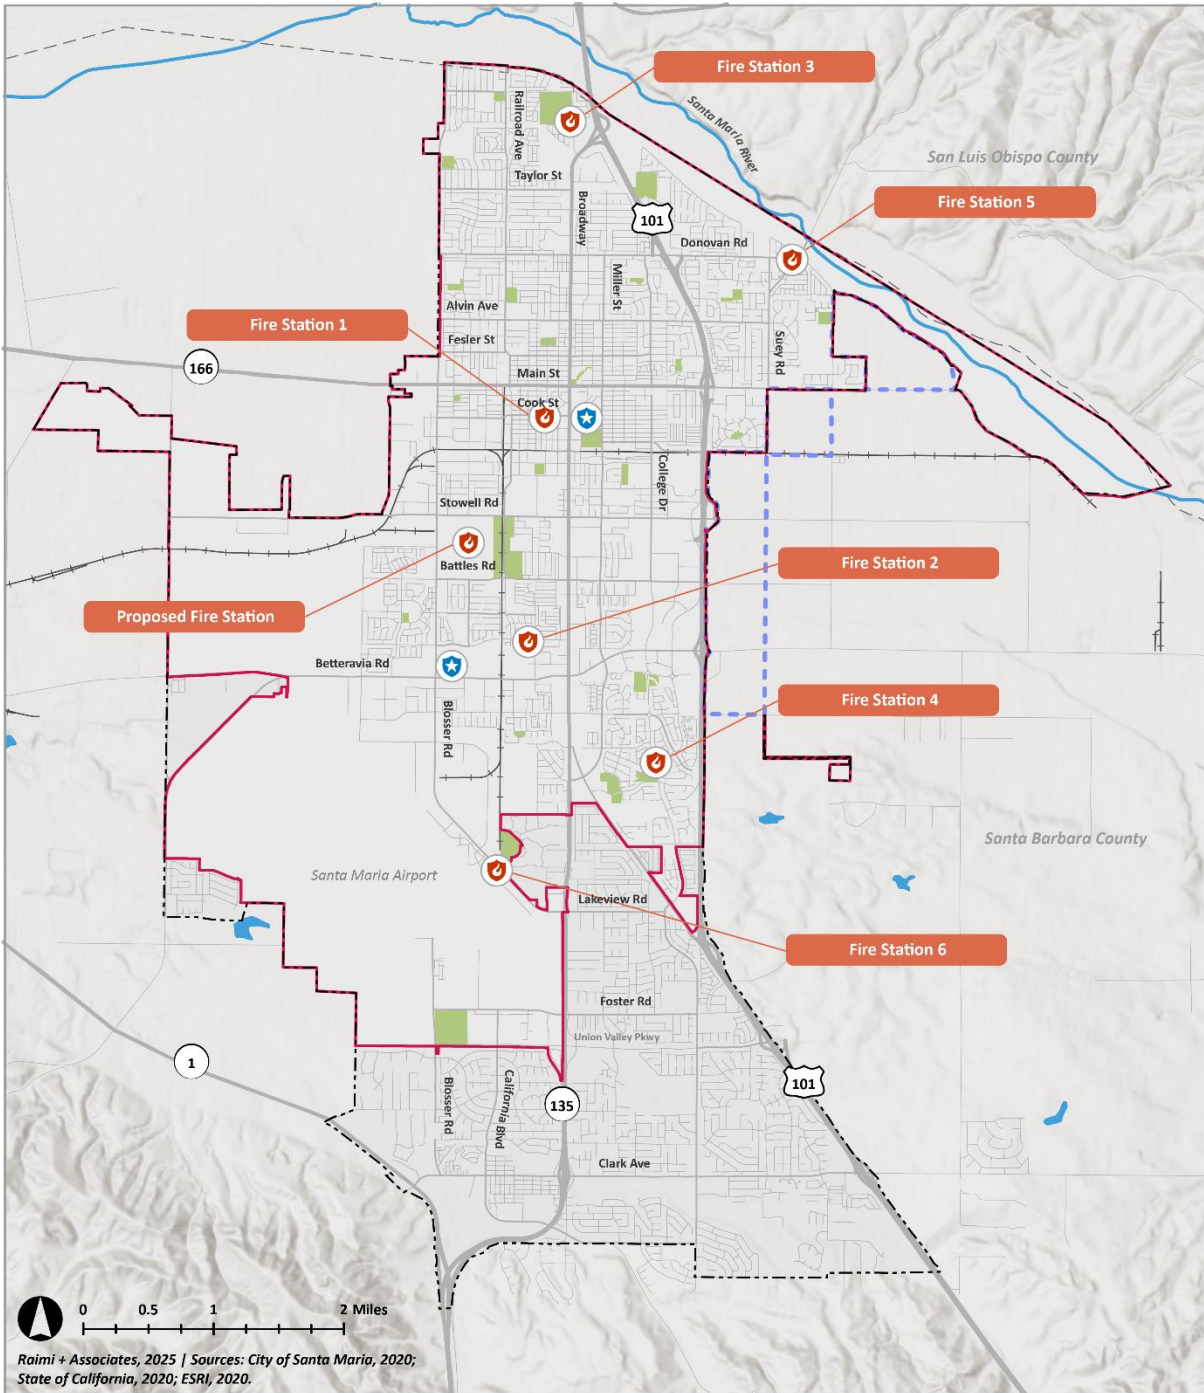 Fire Station 3
Santa Maria River
San Luis Obispo County
Railroad Ave
Taylor St
Broadway
101
Fire Station 5
Donovan Rd
Miller St
Alvin Ave
Fire Station 1
Fesler St
Suey Rd
166
Main St
Cook St
College Dr
Stowell Rd
Battles Rd
Fire Station 2
Proposed Fire Station
Betteravia Rd
Fire Station 4
Blosser Rd
Santa Barbara County
Santa Maria Airport
Lakeview Rd
Fire Station 6
Foster Rd
Union Valley Pkwy
1
101
Blosser Rd
California Blvd
135
Clark Ave
0 0.5 1 2 Miles
Raimi + Associates, 2025 | Sources: City of Santa Maria, 2020;
State of California, 2020; ESRI, 2020.